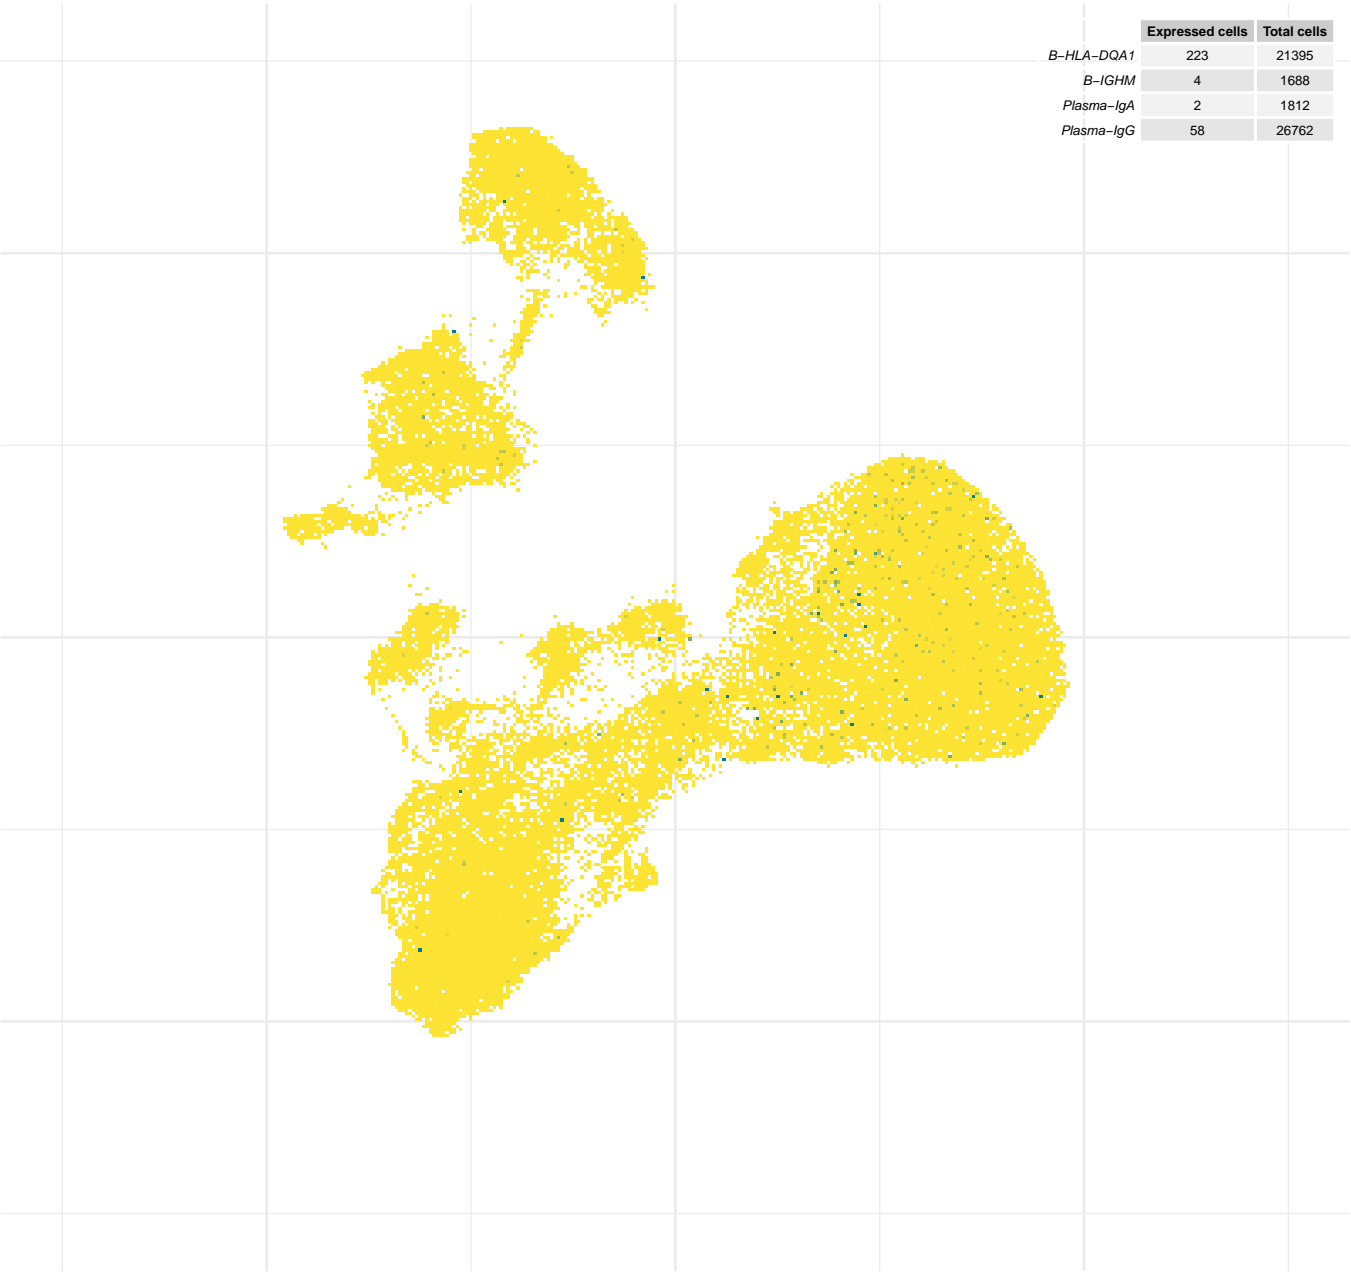 Expressed cells Total cells
B−HLA−DQA1 223 21395
B−IGHM 4 1688
Plasma−IgA 2 1812
Plasma−IgG 58 26762